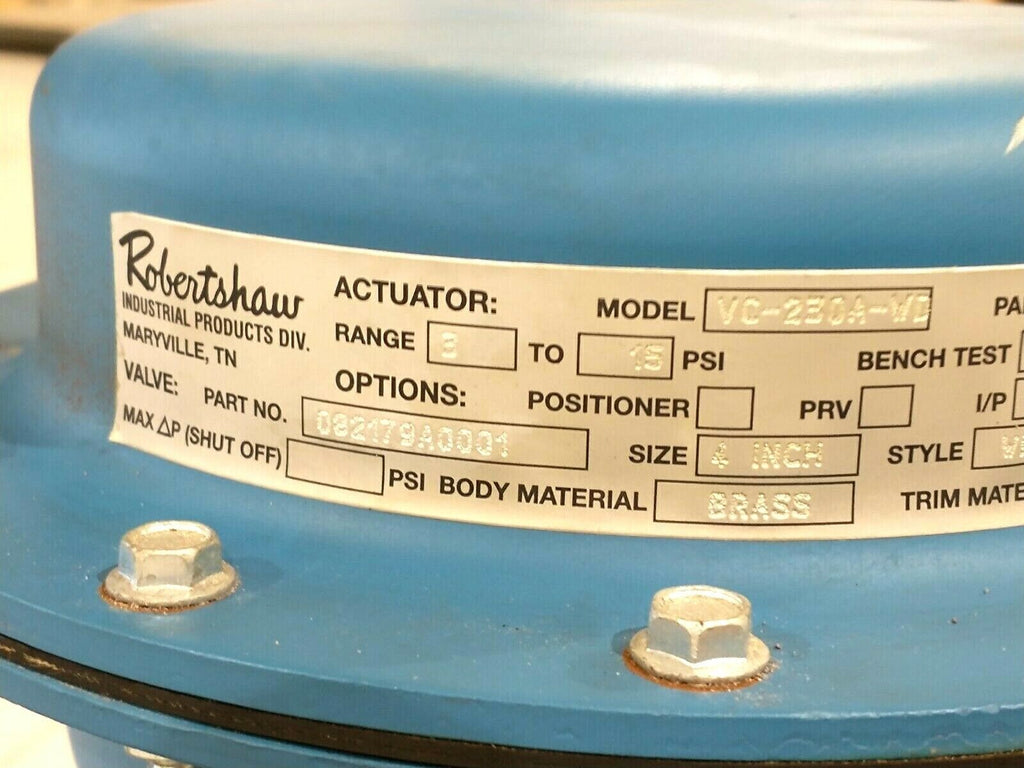 Robertshaw
INDUSTRIAL PRODUCTS DIV.
MARYVILLE, TN
ACTUATOR: MODEL VC-230A-WD
RANGE 3 TO 15 PSI BENCH TEST
OPTIONS: POSITIONER PRV I/P
VALVE: PART NO. 082179A0001 SIZE 4 INCH STYLE
MAX ΔP (SHUT OFF) PSI BODY MATERIAL BRASS TRIM MATE